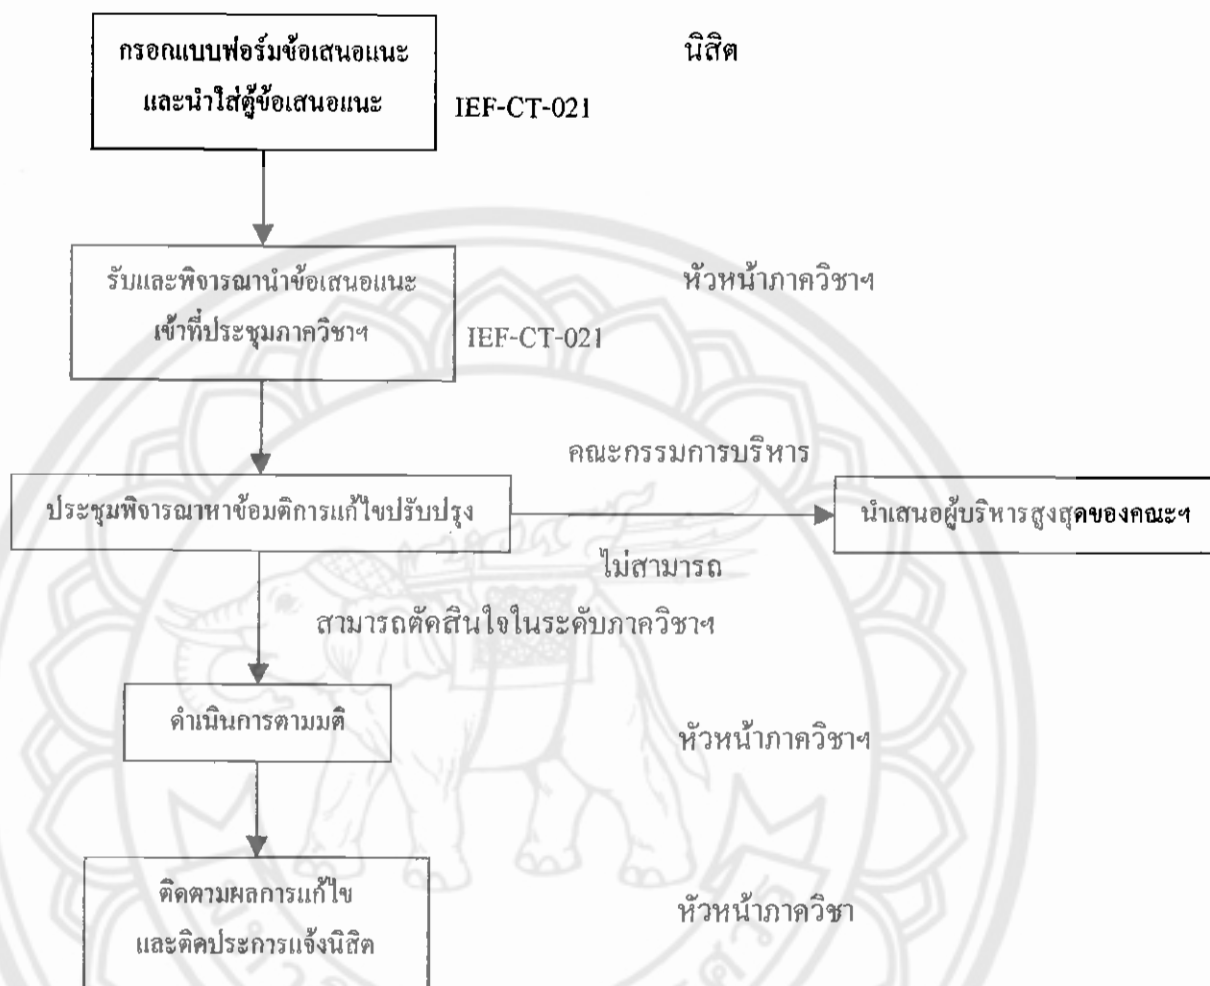 กรอกแบบฟอร์มข้อเสนอแนะ
และนำใส่ตู้ข้อเสนอแนะ
นิสิต
IEF-CT-021
รับและพิจารณานำข้อเสนอแนะ
เข้าที่ประชุมภาควิชาฯ
หัวหน้าภาควิชาฯ
IEF-CT-021
คณะกรรมการบริหาร
ประชุมพิจารณาหาข้อมติการแก้ไขปรับปรุง
นำเสนอผู้บริหารสูงสุดของคณะฯ
ไม่สามารถ
สามารถตัดสินใจในระดับภาควิชาฯ
ดำเนินการตามมติ
หัวหน้าภาควิชาฯ
ติดตามผลการแก้ไข
และติดประการแจ้งนิสิต
หัวหน้าภาควิชา